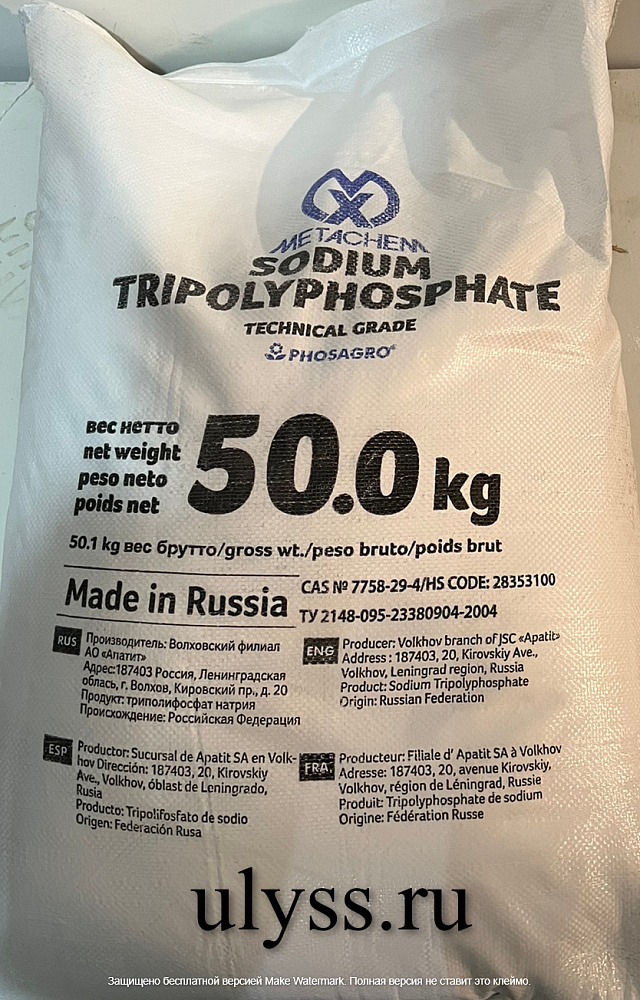 METACHEM
SODIUM
TRIPOLYPHOSPHATE
TECHNICAL GRADE
PHOSAGRO®
вес нетто
net weight
peso neto
poids net
50.0 kg
50.1 kg вес брутто/gross wt./peso bruto/poids brut
Made in Russia
CAS № 7758-29-4/HS CODE: 28353100
ТУ 2148-095-23380904-2004
RUS
Производитель: Волховский филиал
АО «Апатит»
Адрес:187403 Россия, Ленинградская
облась, г. Волхов, Кировский пр., д. 20
Продукт: триполифосфат натрия
Происхождение: Российская Федерация
ENG
Producer: Volkhov branch of JSC «Apatit»
Address : 187403, 20, Kirovskiy Ave.,
Volkhov, Leningrad region, Russia
Product: Sodium Tripolyphosphate
Origin: Russian Federation
ESP
Productor: Sucursal de Apatit SA en Volk-
hov Dirección: 187403, 20, Kirovskiy
Ave., Volkhov, óblast de Leningrado,
Rusia
Producto: Tripolifosfato de sodio
Origen: Federación Rusa
FRA
Producteur: Filiale d' Apatit SA à Volkhov
Adresse: 187403, 20, avenue Kirovskiy,
Volkhov, région de Léningrad, Russie
Produit: Tripolyphosphate de sodium
Origine: Fédération Russe
ulyss.ru
Защищено бесплатной версией Make Watermark. Полная версия не ставит это клеймо.